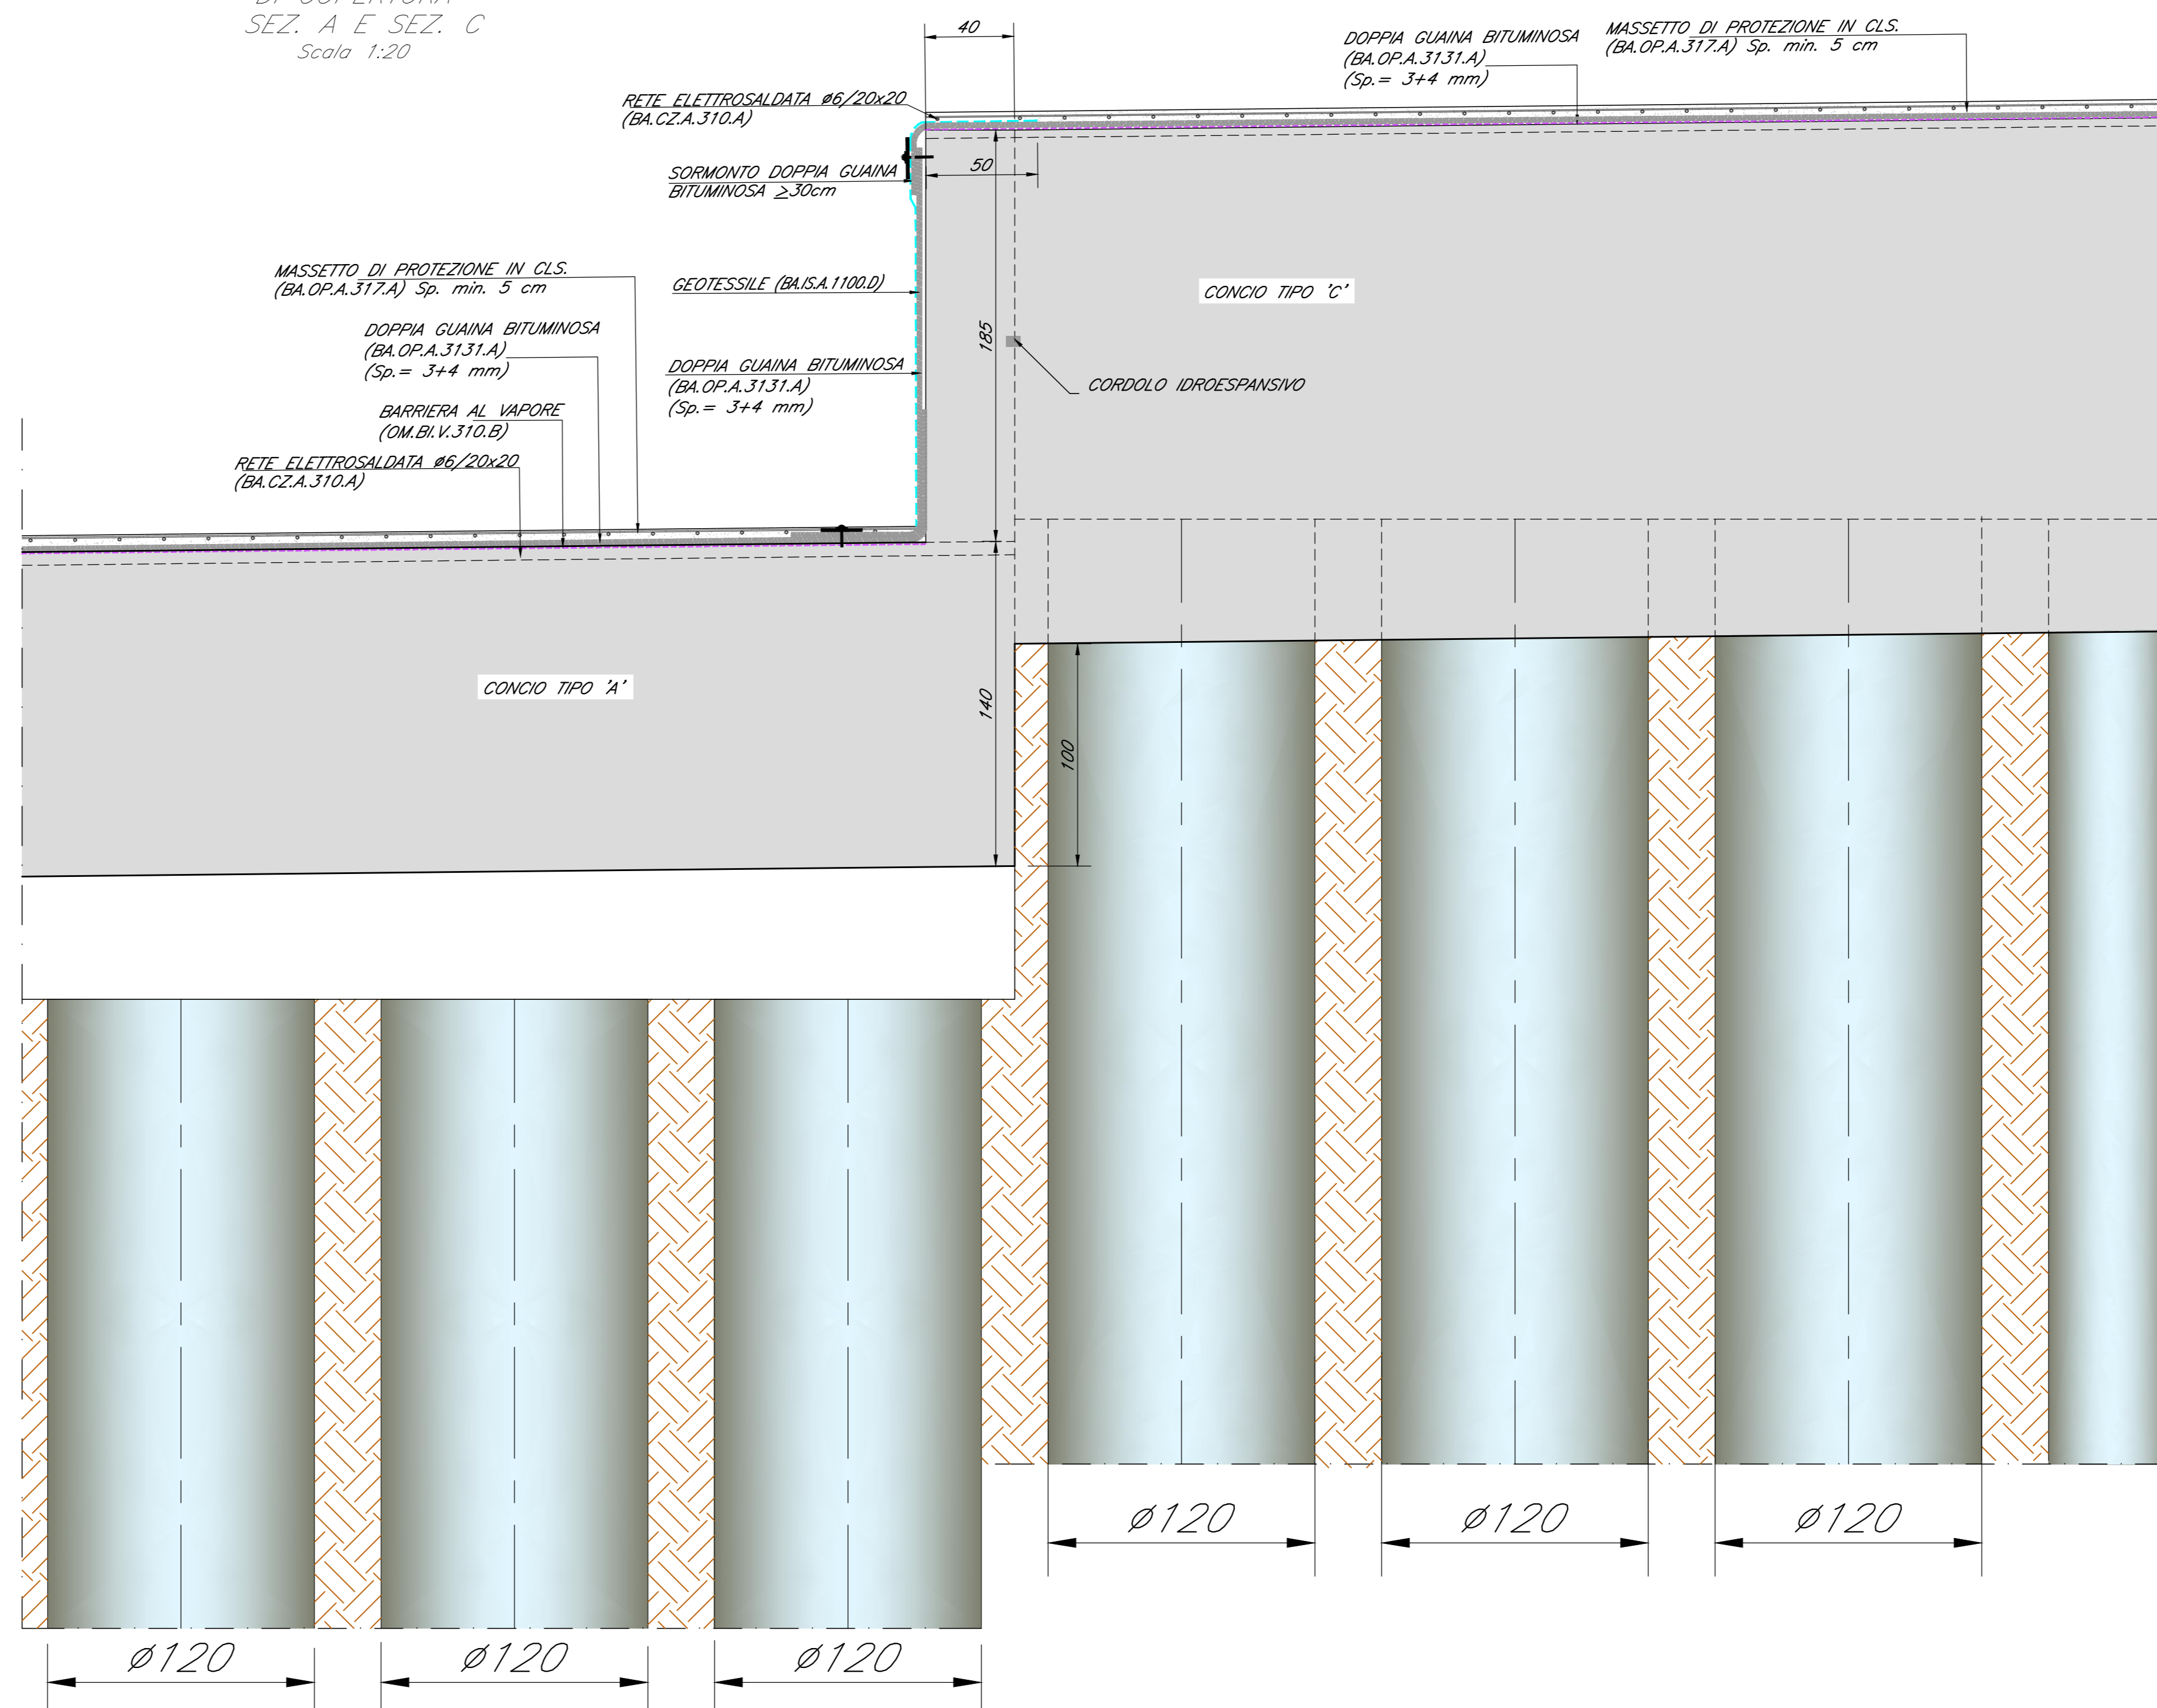 SEZ. A E SEZ. C
Scala 1:20
40
DOPPIA GUAINA BITUMINOSA
(BA.OP.A.3131.A)
(Sp.= 3+4 mm)
MASSETTO DI PROTEZIONE IN CLS.
(BA.OP.A.317.A) Sp. min. 5 cm
RETE ELETTROSALDATA ø6/20x20
(BA.CZ.A.310.A)
50
SORMONTO DOPPIA GUAINA
BITUMINOSA ≥30cm
MASSETTO DI PROTEZIONE IN CLS.
(BA.OP.A.317.A) Sp. min. 5 cm
GEOTESSILE (BA.IS.A.1100.D)
CONCIO TIPO 'C'
185
DOPPIA GUAINA BITUMINOSA
(BA.OP.A.3131.A)
(Sp.= 3+4 mm)
DOPPIA GUAINA BITUMINOSA
(BA.OP.A.3131.A)
(Sp.= 3+4 mm)
CORDOLO IDROESPANSIVO
BARRIERA AL VAPORE
(OM.BI.V.310.B)
RETE ELETTROSALDATA ø6/20x20
(BA.CZ.A.310.A)
CONCIO TIPO 'A'
140
100
ø120
ø120
ø120
ø120
ø120
ø120